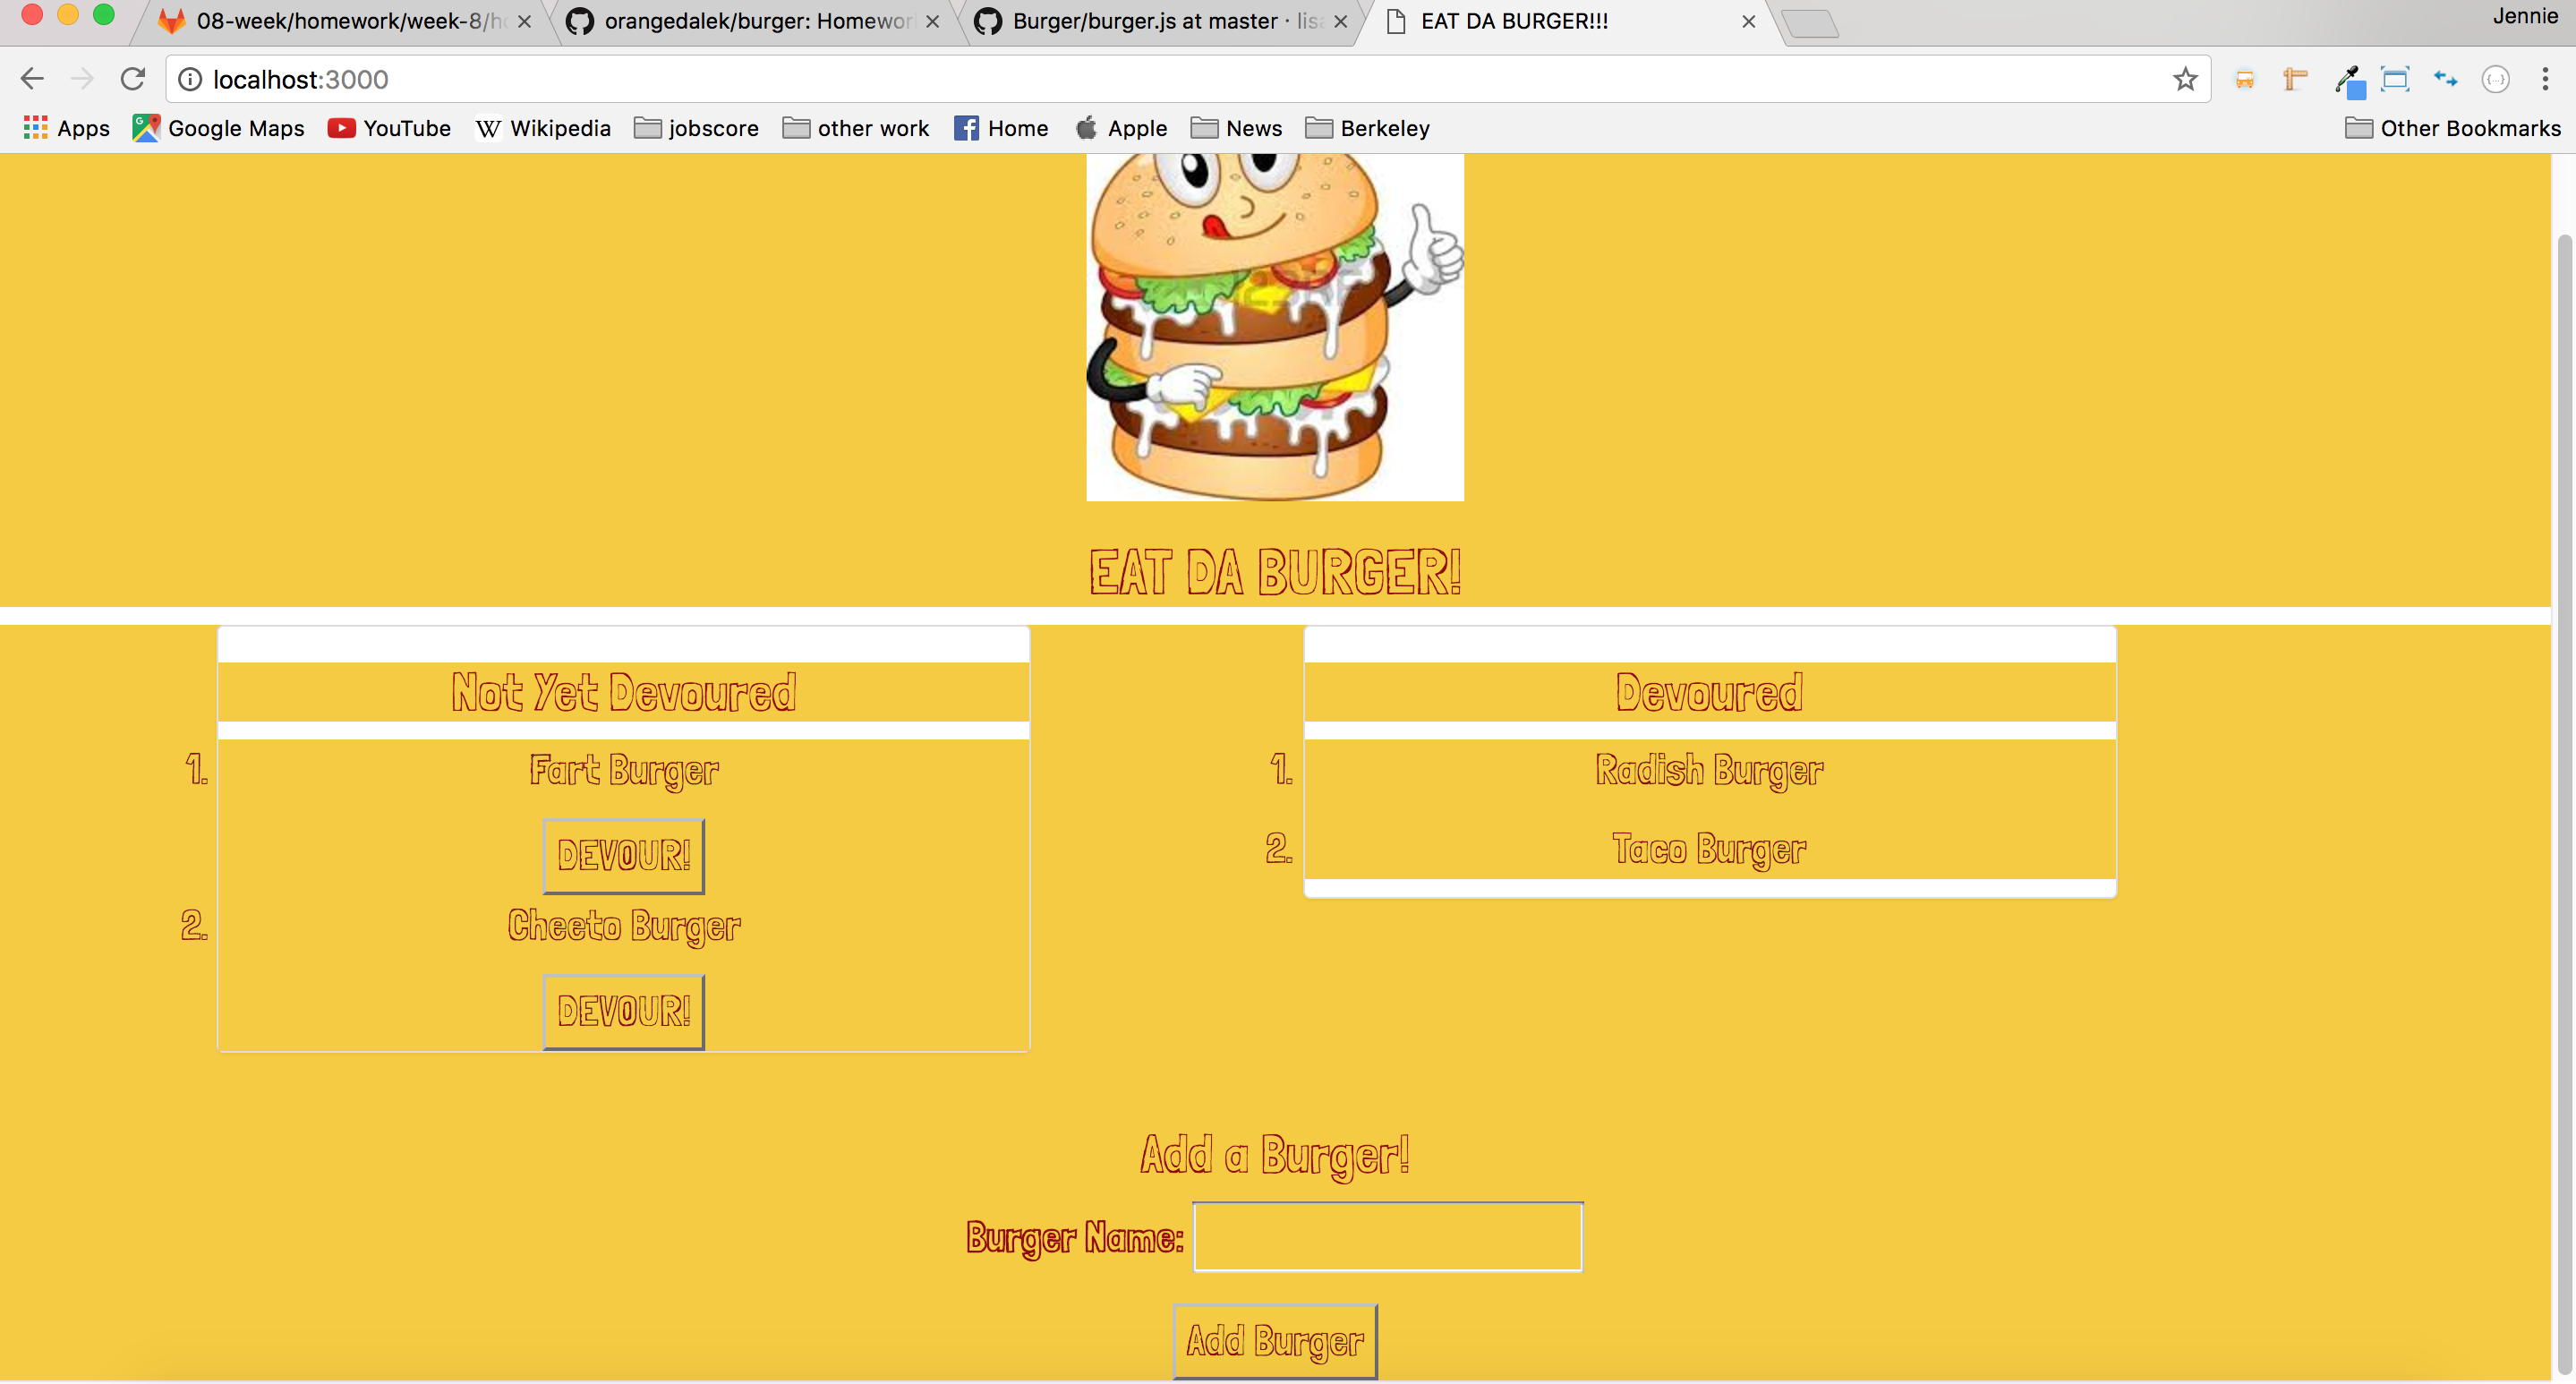 Jennie
08-week/homework/week-8/ho
orangedalek/burger: Homewor
Burger/burger.js at master · lisa
EAT DA BURGER!!!
localhost:3000
Apps Google Maps YouTube Wikipedia jobscore other work Home Apple News Berkeley Other Bookmarks
EAT DA BURGER!
Not Yet Devoured
1. Fart Burger
DEVOUR!
2. Cheeto Burger
DEVOUR!
Devoured
1. Radish Burger
2. Taco Burger
Add a Burger!
Burger Name:
Add Burger